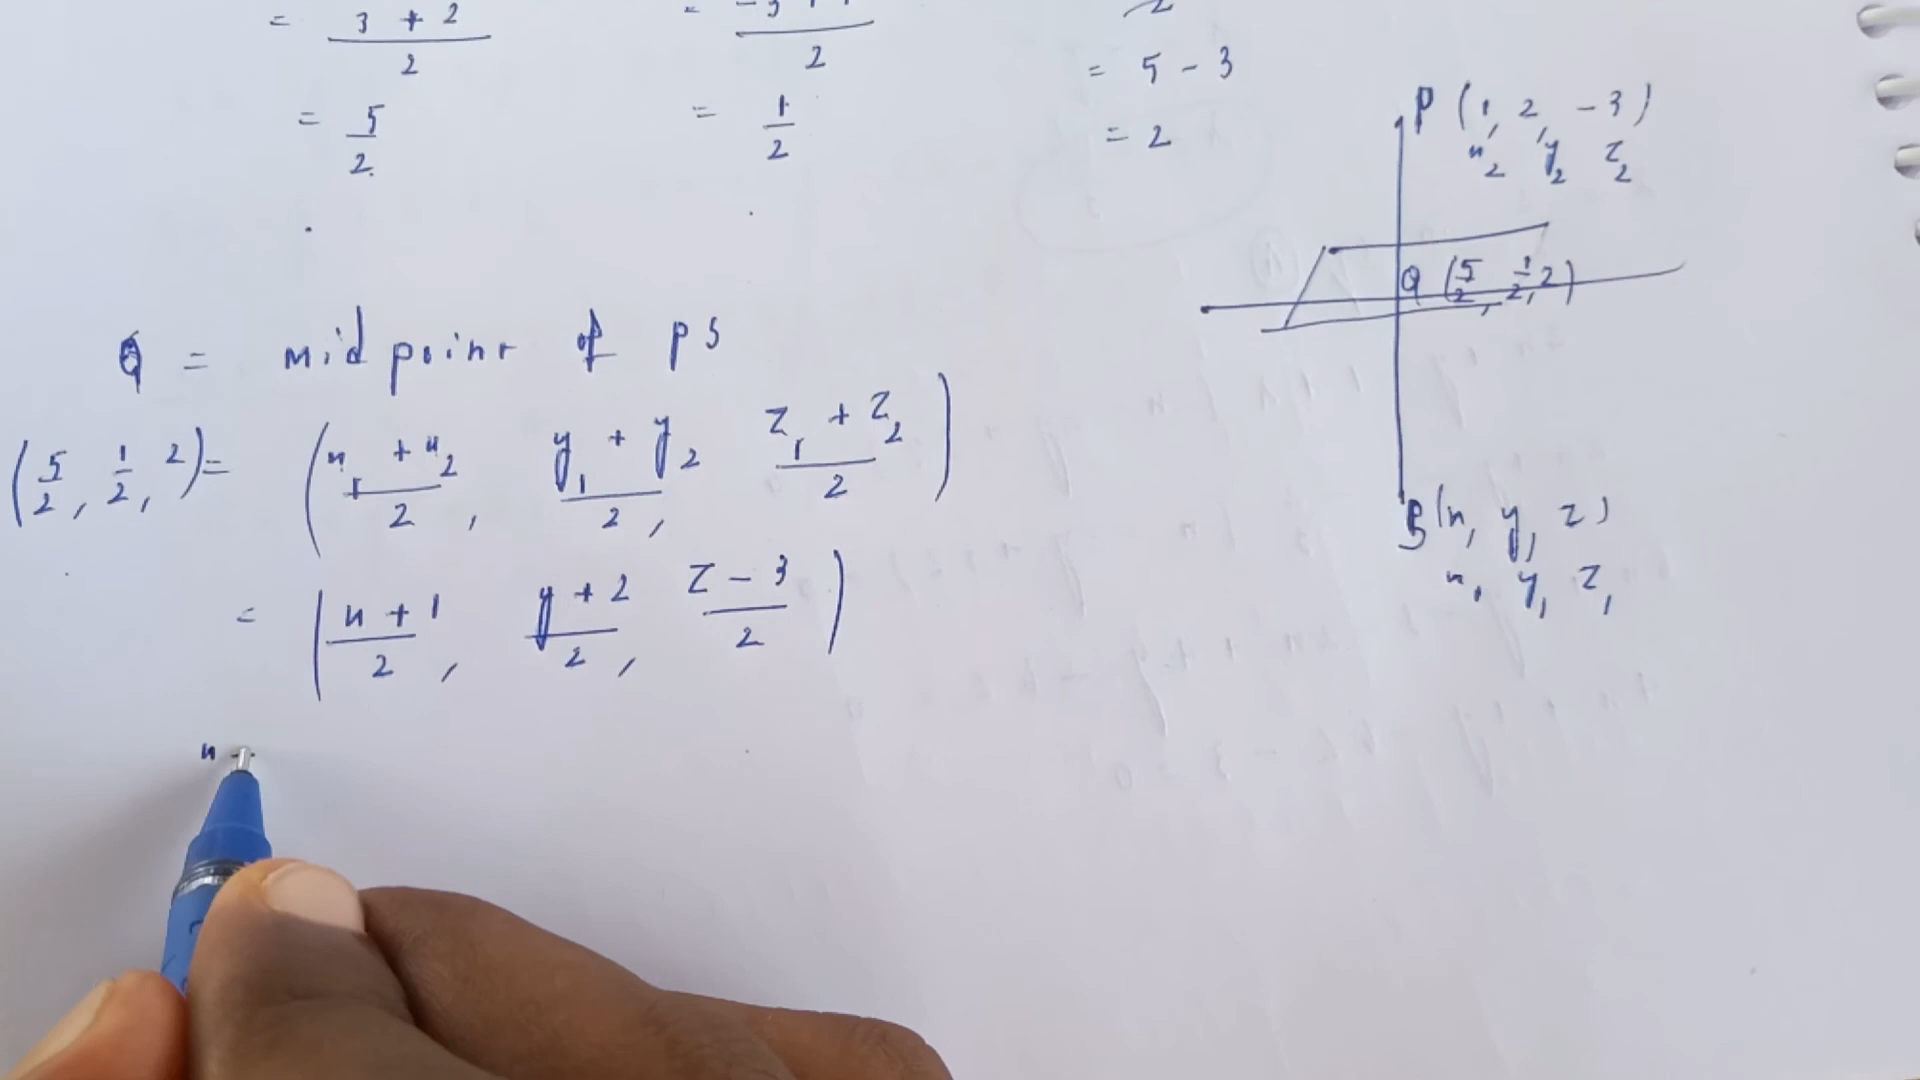 = 3 + 2 / 2
= 5/2
2
= 1/2
= 5 - 3
= 2
P (1, 2, -3)
x₂ y₂ z₂
Q (5/2, 1/2, 2)
S(x, y, z)
x₁ y₁ z₁
Q = mid point of PS
(5/2, 1/2, 2) = (x₁ + x₂ / 2, y₁ + y₂ / 2, z₁ + z₂ / 2)
= (x + 1 / 2, y + 2 / 2, z - 3 / 2)
x